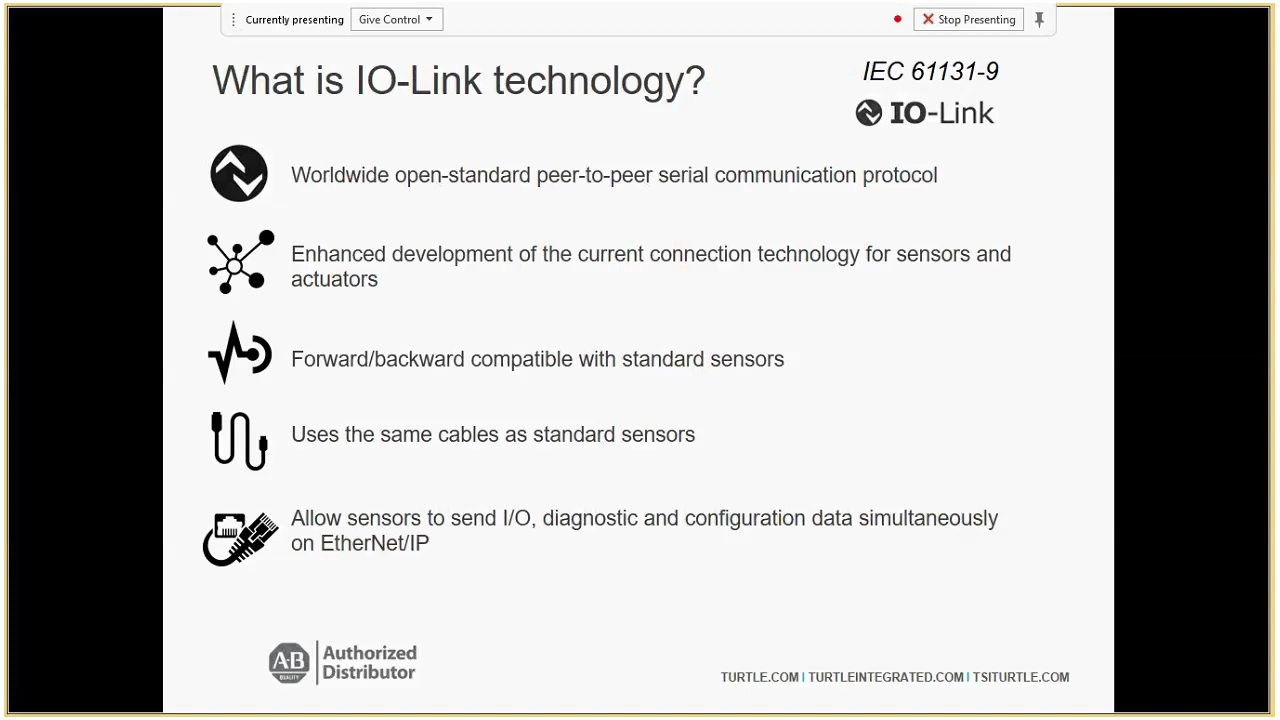 Currently presenting
Give Control
Stop Presenting
What is IO-Link technology?
IEC 61131-9
IO-Link
Worldwide open-standard peer-to-peer serial communication protocol
Enhanced development of the current connection technology for sensors and
actuators
Forward/backward compatible with standard sensors
Uses the same cables as standard sensors
Allow sensors to send I/O, diagnostic and configuration data simultaneously
on EtherNet/IP
A-B
QUALITY
Authorized
Distributor
TURTLE.COM | TURTLEINTEGRATED.COM | TSITURTLE.COM